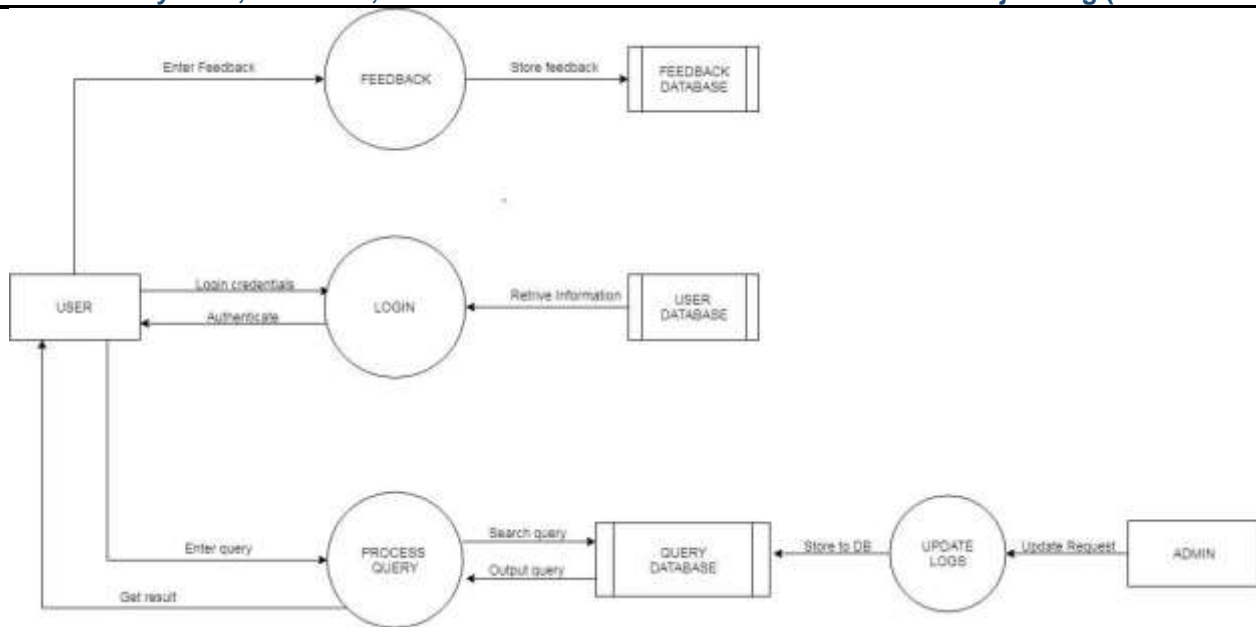 Enter Feedback
FEEDBACK
Store feedback
FEEDBACK
DATABASE
USER
Login credentials
Authenticate
LOGIN
Retrive Information
USER
DATABASE
Enter query
Get result
PROCESS
QUERY
Search query
Output query
QUERY
DATABASE
Store to DB
UPDATE
LOGS
Update Request
ADMIN